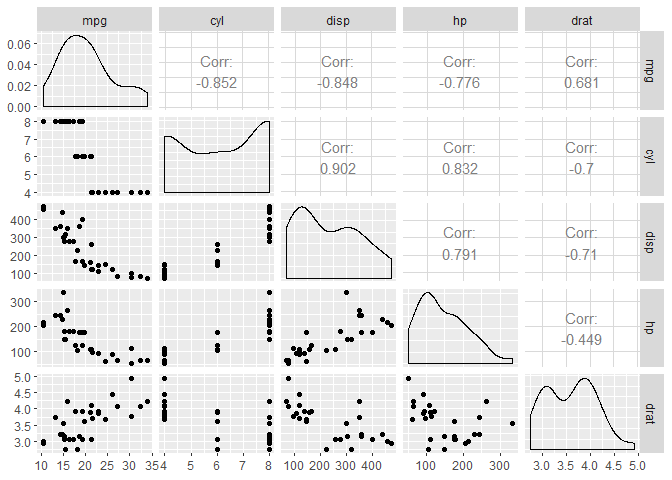 mpg cyl disp hp drat
0.06
0.04
0.02
0.00
Corr:
-0.852
Corr:
-0.848
Corr:
-0.776
Corr:
0.681
mpg
8
7
6
5
4
Corr:
0.902
Corr:
0.832
Corr:
-0.7
cyl
400
300
200
100
Corr:
0.791
Corr:
-0.71
disp
300
200
100
Corr:
-0.449
hp
5.0
4.5
4.0
3.5
3.0
drat
10 15 20 25 30 35 4 5 6 7 8 100 200 300 400 100 200 300 3.0 3.5 4.0 4.5 5.0